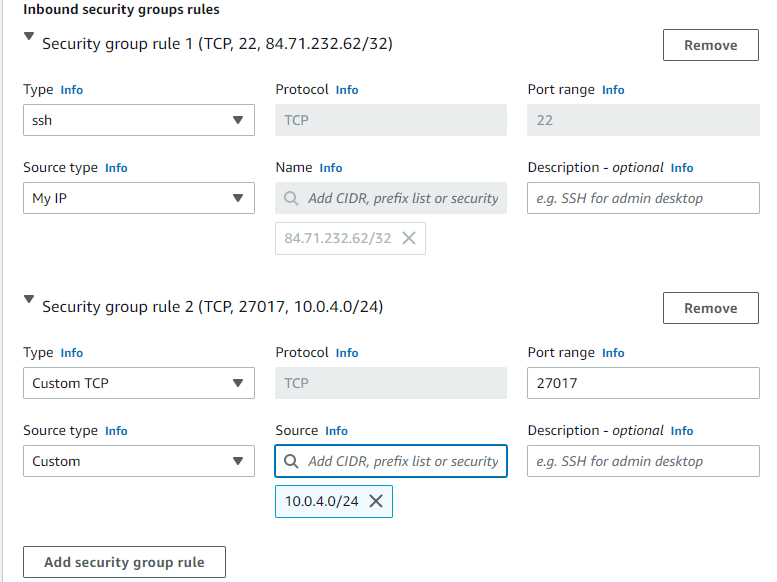 Inbound security groups rules
Security group rule 1 (TCP, 22, 84.71.232.62/32)
Remove
Type Info
Protocol Info
Port range Info
ssh
TCP
22
Source type Info
Name Info
Description - optional Info
My IP
Add CIDR, prefix list or security
e.g. SSH for admin desktop
84.71.232.62/32
Security group rule 2 (TCP, 27017, 10.0.4.0/24)
Remove
Type Info
Protocol Info
Port range Info
Custom TCP
TCP
27017
Source type Info
Source Info
Description - optional Info
Custom
Add CIDR, prefix list or security
e.g. SSH for admin desktop
10.0.4.0/24
Add security group rule